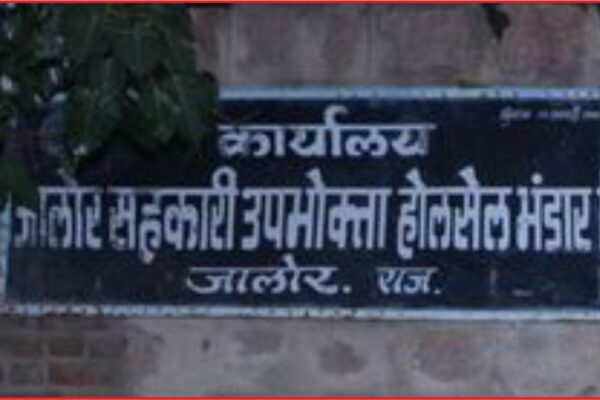 कार्यालय
जालोर सहकारी उपभोक्ता होलसेल भंडार
जालोर. राज.